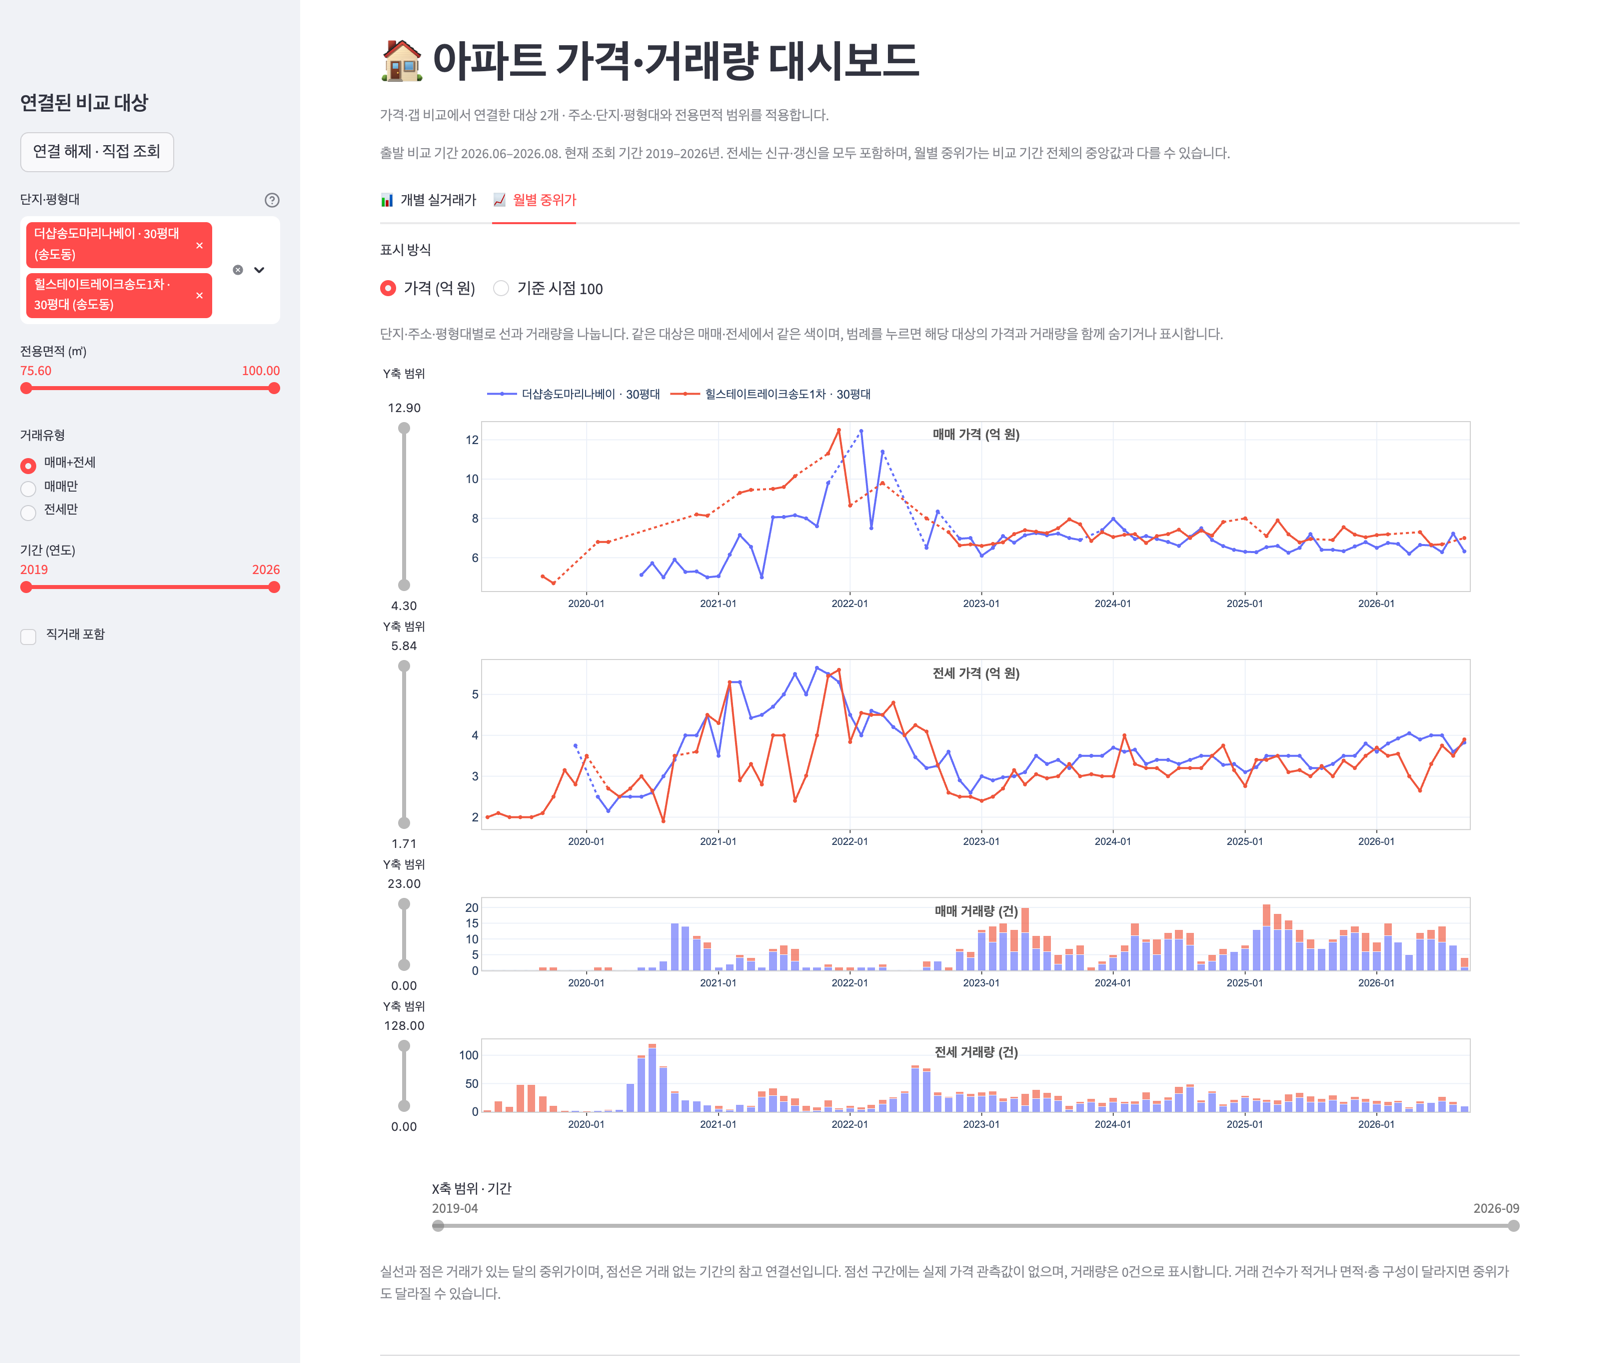 연결된 비교 대상
연결 해제 · 직접 조회
단지·평형대
더샵송도마리나베이 · 30평대
(송도동)
힐스테이트레이크송도1차 ·
30평대 (송도동)
전용면적 (㎡)
75.60 100.00
거래유형
매매+전세
매매만
전세만
기간 (연도)
2019 2026
직거래 포함
아파트 가격·거래량 대시보드
가격·갭 비교에서 연결한 대상 2개 · 주소·단지·평형대와 전용면적 범위를 적용합니다.
출발 비교 기간 2026.06–2026.08. 현재 조회 기간 2019–2026년. 전세는 신규·갱신을 모두 포함하며, 월별 중위가는 비교 기간 전체의 중앙값과 다를 수 있습니다.
개별 실거래가 월별 중위가
표시 방식
가격 (억 원) 기준 시점 100
단지·주소·평형대별로 선과 거래량을 나눕니다. 같은 대상은 매매·전세에서 같은 색이며, 범례를 누르면 해당 대상의 가격과 거래량을 함께 숨기거나 표시합니다.
Y축 범위
12.90
4.30
더샵송도마리나베이 · 30평대 힐스테이트레이크송도1차 · 30평대
매매 가격 (억 원)
12
10
8
6
2020-01 2021-01 2022-01 2023-01 2024-01 2025-01 2026-01
Y축 범위
5.84
1.71
전세 가격 (억 원)
5
4
3
2
2020-01 2021-01 2022-01 2023-01 2024-01 2025-01 2026-01
Y축 범위
23.00
0.00
매매 거래량 (건)
20
15
10
5
0
2020-01 2021-01 2022-01 2023-01 2024-01 2025-01 2026-01
Y축 범위
128.00
0.00
전세 거래량 (건)
100
50
0
2020-01 2021-01 2022-01 2023-01 2024-01 2025-01 2026-01
X축 범위 · 기간
2019-04 2026-09
실선과 점은 거래가 있는 달의 중위가이며, 점선은 거래 없는 기간의 참고 연결선입니다. 점선 구간에는 실제 가격 관측값이 없으며, 거래량은 0건으로 표시합니다. 거래 건수가 적거나 면적·층 구성이 달라지면 중위가
도 달라질 수 있습니다.